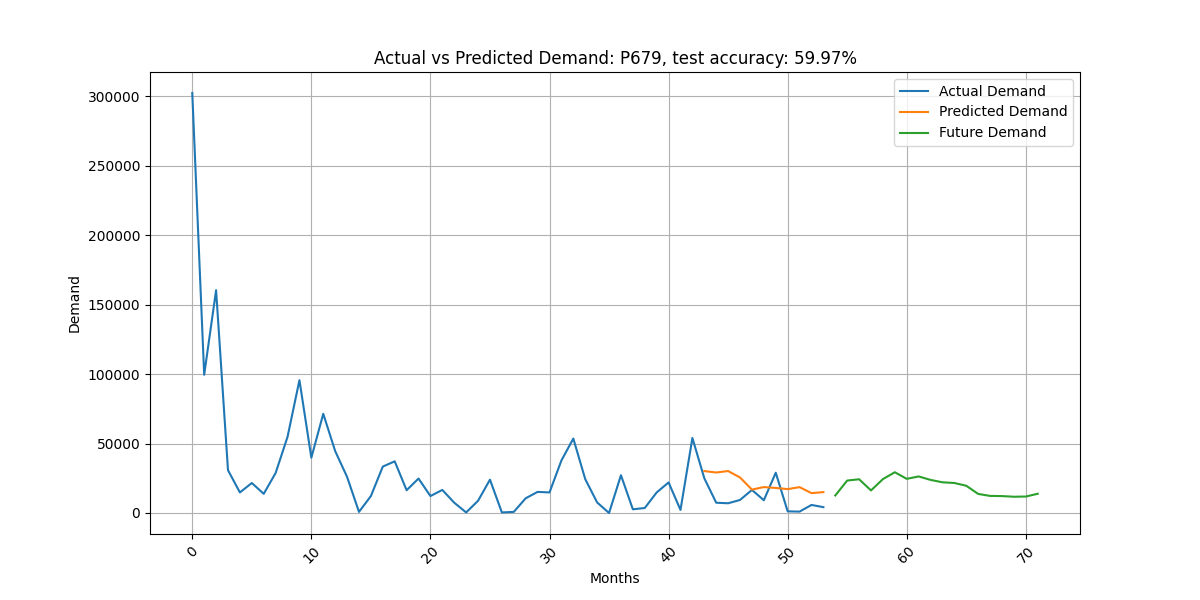 Actual vs Predicted Demand: P679, test accuracy: 59.97%
Actual Demand
Predicted Demand
Future Demand
300000
250000
200000
150000
100000
50000
0
Demand
0
10
20
30
40
50
60
70
Months